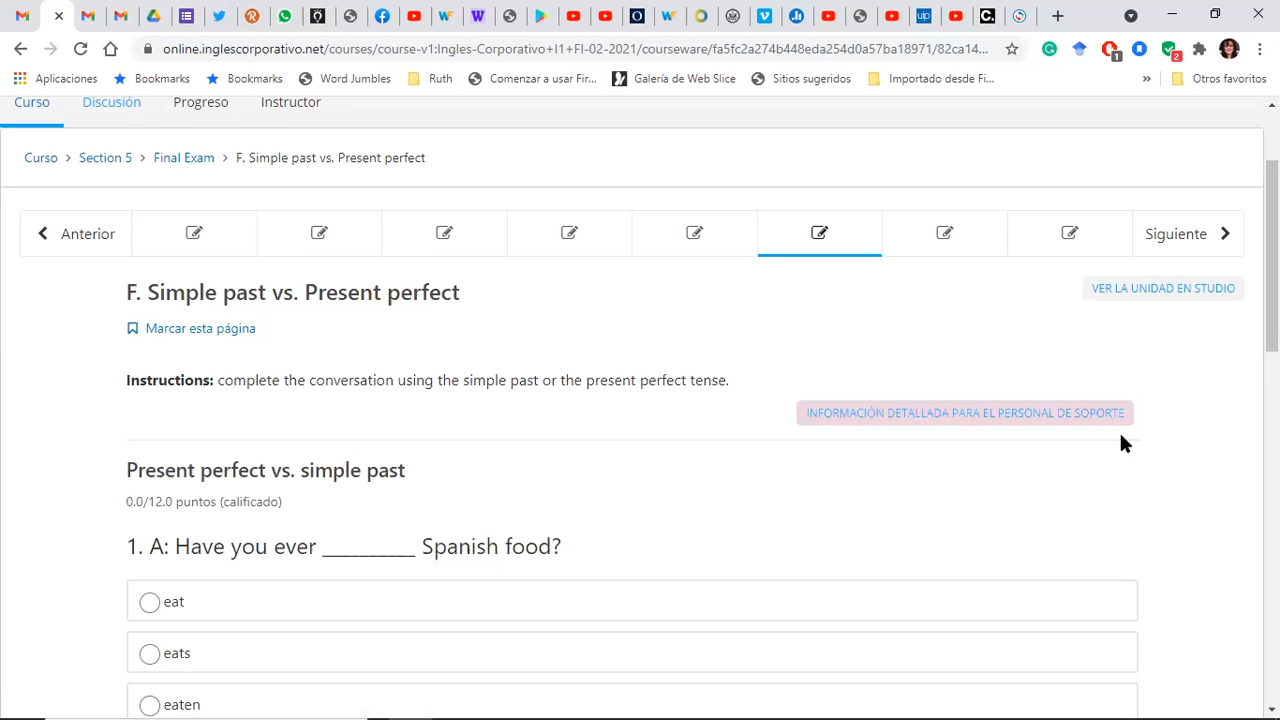 online.inglescorporativo.net/courses/course-v1:Ingles-Corporativo+I1+FI-02-2021/courseware/fa5fc2a274b448eda254d0a57ba18971/82ca14...
1
2
Aplicaciones
Bookmarks
Bookmarks
Word Jumbles
Ruth
Comenzar a usar Fir...
Galería de Web Slice
Sitios sugeridos
Importado desde Fi...
»
Otros favoritos
Curso
Discusión
Progreso
Instructor
Curso > Section 5 > Final Exam > F. Simple past vs. Present perfect
Anterior
Siguiente
F. Simple past vs. Present perfect
VER LA UNIDAD EN STUDIO
Marcar esta página
Instructions: complete the conversation using the simple past or the present perfect tense.
INFORMACIÓN DETALLADA PARA EL PERSONAL DE SOPORTE
Present perfect vs. simple past
0.0/12.0 puntos (calificado)
1. A: Have you ever __________ Spanish food?
eat
eats
eaten